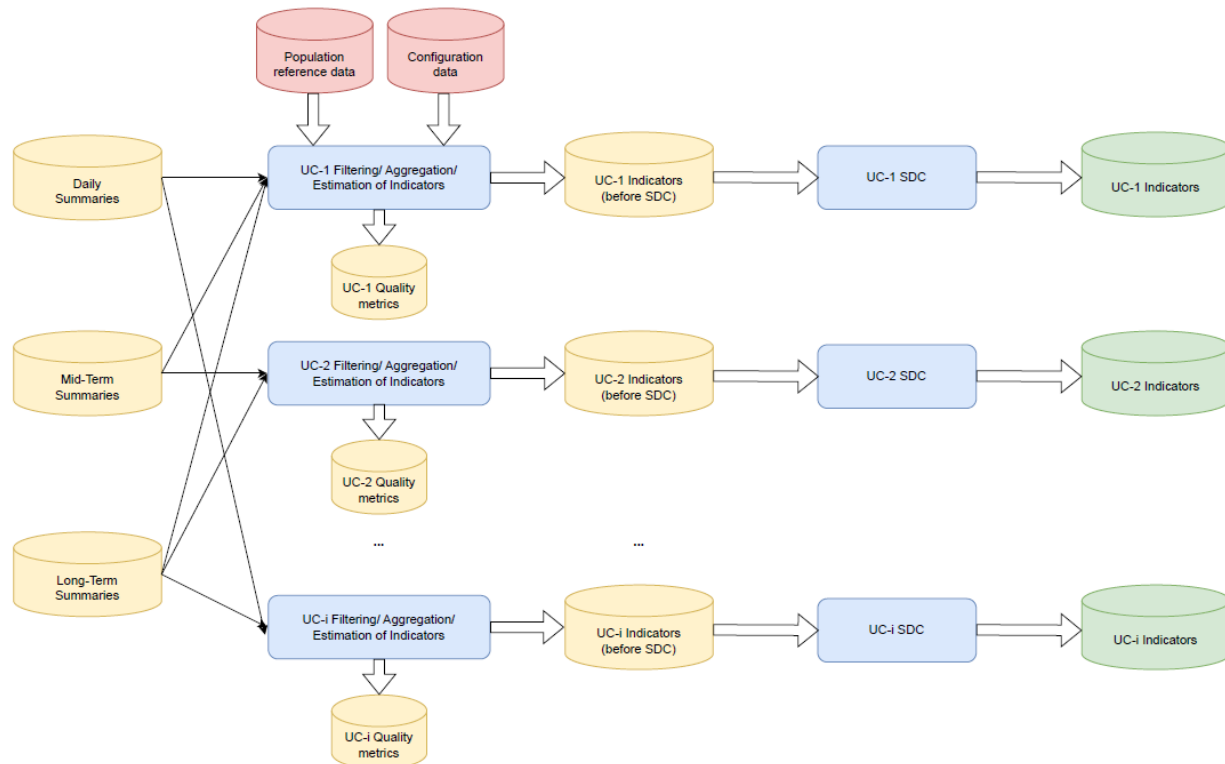 Population
reference data
Configuration
data
Daily
Summaries
UC-1 Filtering/ Aggregation/
Estimation of Indicators
UC-1 Indicators
(before SDC)
UC-1 SDC
UC-1 Indicators
UC-1 Quality
metrics
Mid-Term
Summaries
UC-2 Filtering/ Aggregation/
Estimation of Indicators
UC-2 Indicators
(before SDC)
UC-2 SDC
UC-2 Indicators
UC-2 Quality
metrics
...
...
Long-Term
Summaries
UC-i Filtering/ Aggregation/
Estimation of Indicators
UC-i Indicators
(before SDC)
UC-i SDC
UC-i Indicators
UC-i Quality
metrics